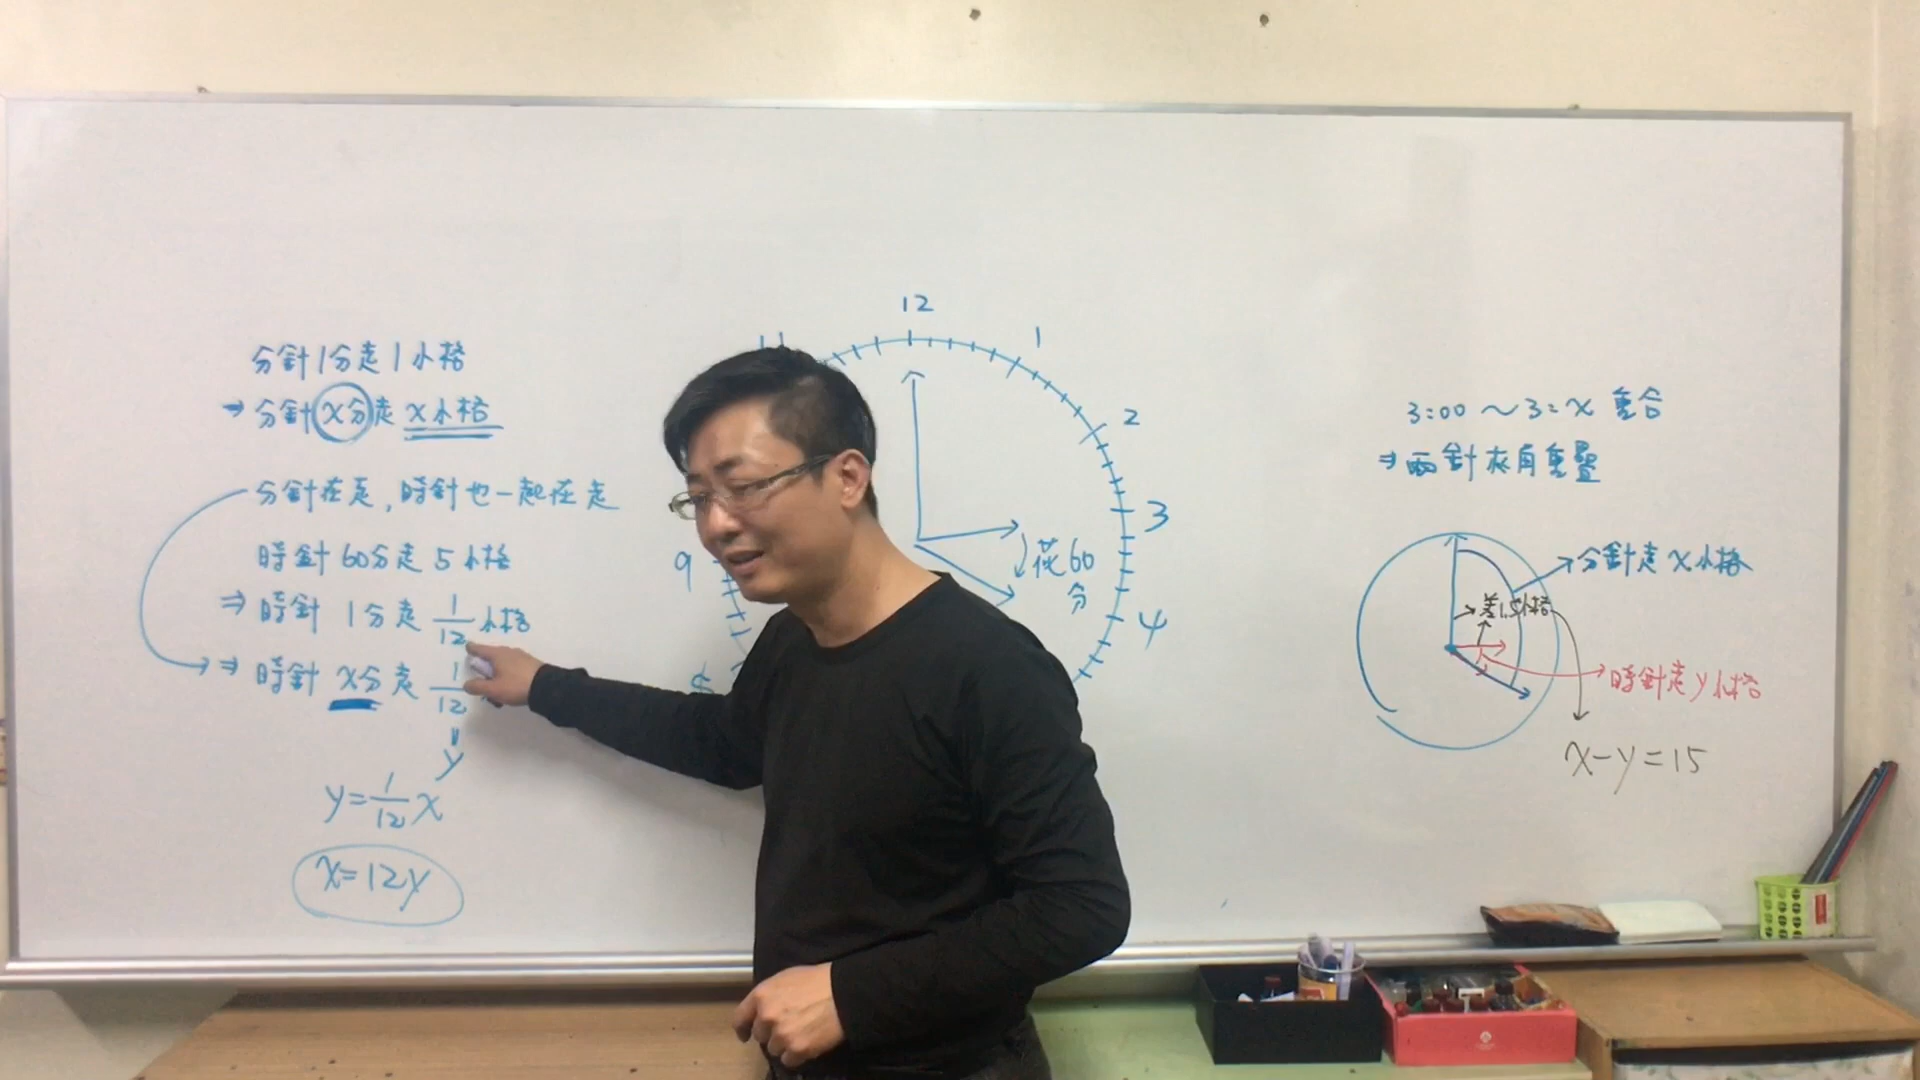 分針1分走1小格
⇒分針x分走 x小格
分針在走,時針也一起在走
時針60分走5小格
⇒時針 1分走 1/12 小格
⇒時針 x分走 1/12
y
y=1/12 x
x=12y
12
1
2
3
4
9
花60分
3:00～3:x 重合
⇒兩針夾角重疊
分針走x小格
差15小格
時針走y小格
x-y=15